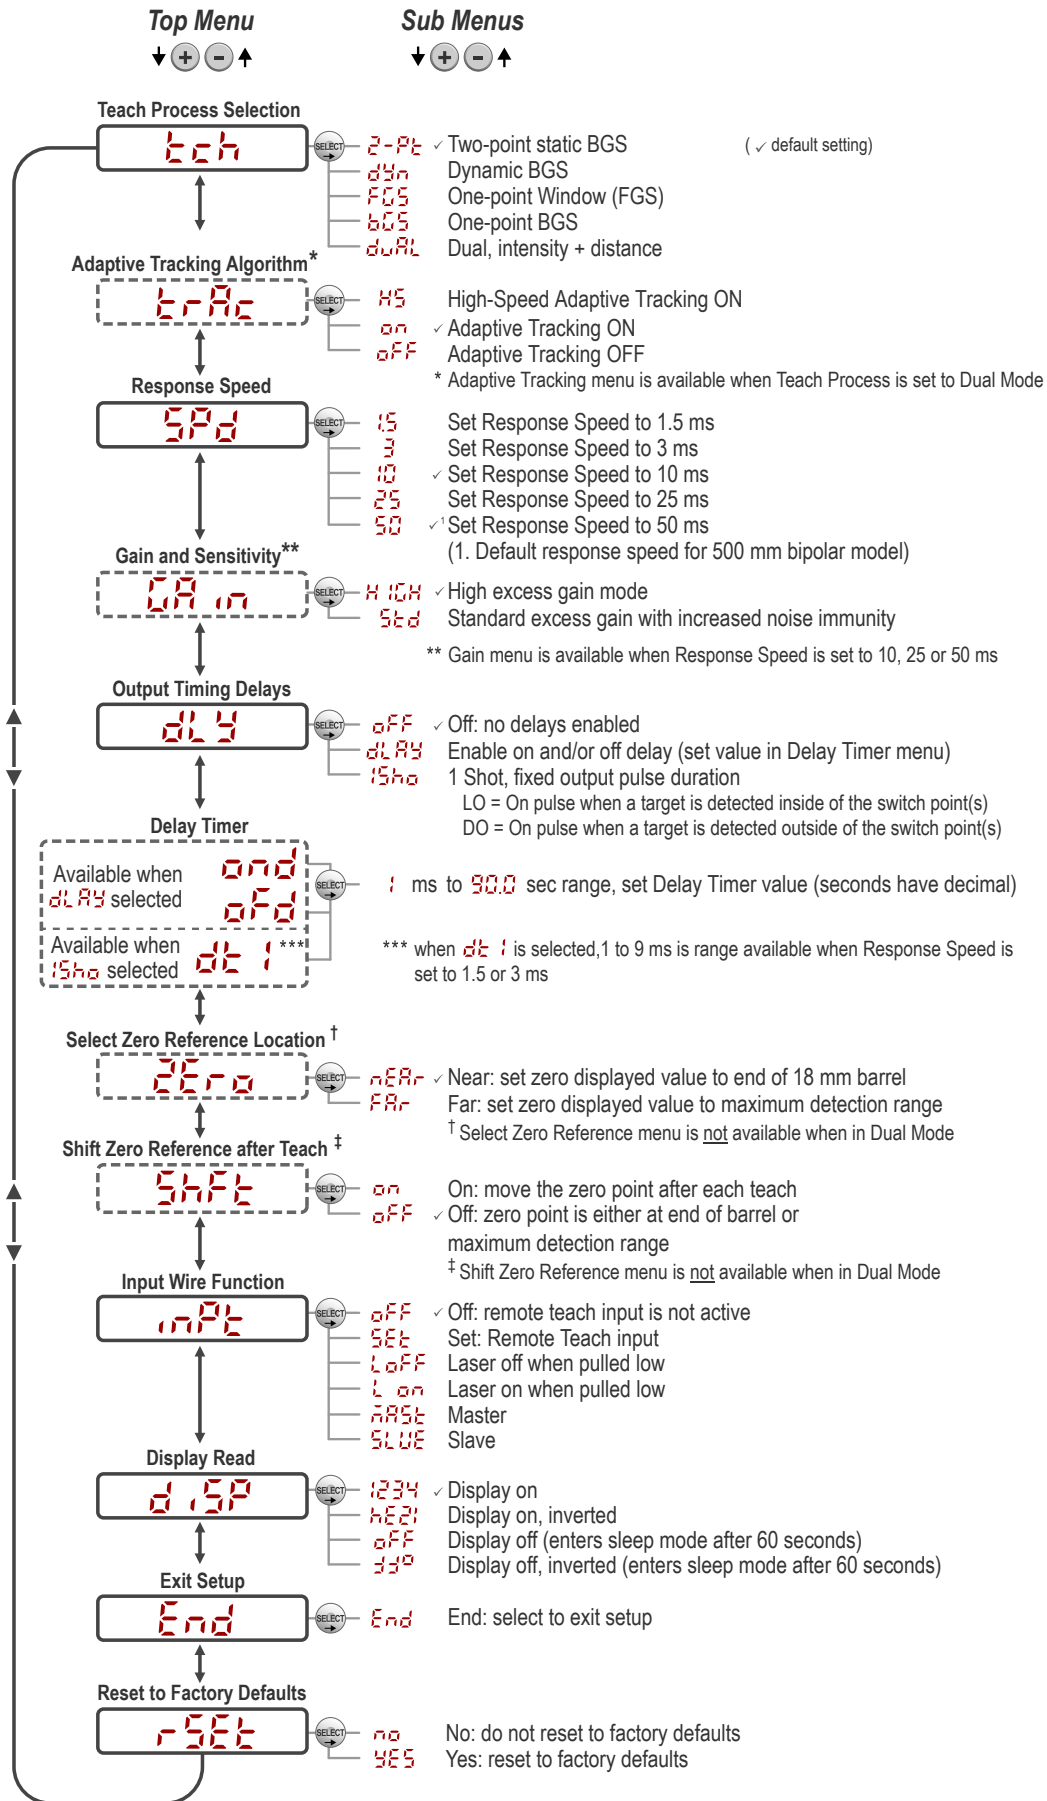 Top Menu
Sub Menus
+ -
+ -
Teach Process Selection
tch
SELECT
2-Pt ✓ Two-point static BGS
( ✓ default setting)
dYn Dynamic BGS
FGS One-point Window (FGS)
bGS One-point BGS
duAL Dual, intensity + distance
Adaptive Tracking Algorithm*
trAc
SELECT
HS High-Speed Adaptive Tracking ON
on ✓ Adaptive Tracking ON
oFF Adaptive Tracking OFF
* Adaptive Tracking menu is available when Teach Process is set to Dual Mode
Response Speed
SPd
SELECT
1.5 Set Response Speed to 1.5 ms
3 Set Response Speed to 3 ms
10 ✓ Set Response Speed to 10 ms
25 Set Response Speed to 25 ms
50 ✓¹ Set Response Speed to 50 ms
(1. Default response speed for 500 mm bipolar model)
Gain and Sensitivity**
GAin
SELECT
HIGH ✓ High excess gain mode
Std Standard excess gain with increased noise immunity
** Gain menu is available when Response Speed is set to 10, 25 or 50 ms
Output Timing Delays
dLY
SELECT
oFF ✓ Off: no delays enabled
dLAY Enable on and/or off delay (set value in Delay Timer menu)
1Sho 1 Shot, fixed output pulse duration
LO = On pulse when a target is detected inside of the switch point(s)
DO = On pulse when a target is detected outside of the switch point(s)
Delay Timer
Available when
dLAY selected
ond
oFd
SELECT
1 ms to 90.0 sec range, set Delay Timer value (seconds have decimal)
Available when
1Sho selected
dt1 ***
*** when dt1 is selected,1 to 9 ms is range available when Response Speed is
set to 1.5 or 3 ms
Select Zero Reference Location †
ZEro
SELECT
nEAr ✓ Near: set zero displayed value to end of 18 mm barrel
FAr Far: set zero displayed value to maximum detection range
† Select Zero Reference menu is not available when in Dual Mode
Shift Zero Reference after Teach ‡
ShFt
SELECT
on On: move the zero point after each teach
oFF ✓ Off: zero point is either at end of barrel or
maximum detection range
‡ Shift Zero Reference menu is not available when in Dual Mode
Input Wire Function
inPt
SELECT
oFF ✓ Off: remote teach input is not active
SEt Set: Remote Teach input
LoFF Laser off when pulled low
L on Laser on when pulled low
mASt Master
SLVE Slave
Display Read
diSP
SELECT
1234 ✓ Display on
hEZ1 Display on, inverted
oFF Display off (enters sleep mode after 60 seconds)
Display off, inverted (enters sleep mode after 60 seconds)
Exit Setup
End
SELECT
End End: select to exit setup
Reset to Factory Defaults
rSEt
SELECT
no No: do not reset to factory defaults
YES Yes: reset to factory defaults